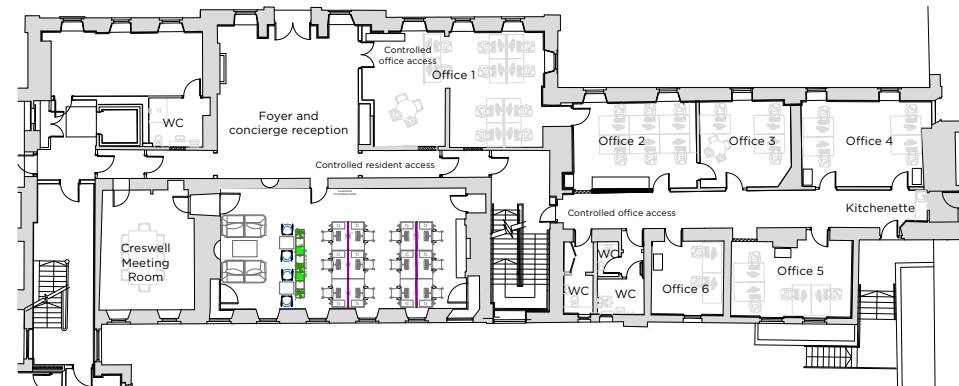 Controlled
office access
Office 1
WC
Foyer and
concierge reception
Office 2
Office 3
Office 4
Controlled resident access
Controlled office access
Kitchenette
Creswell
Meeting
Room
WC
WC
WC
Office 6
Office 5